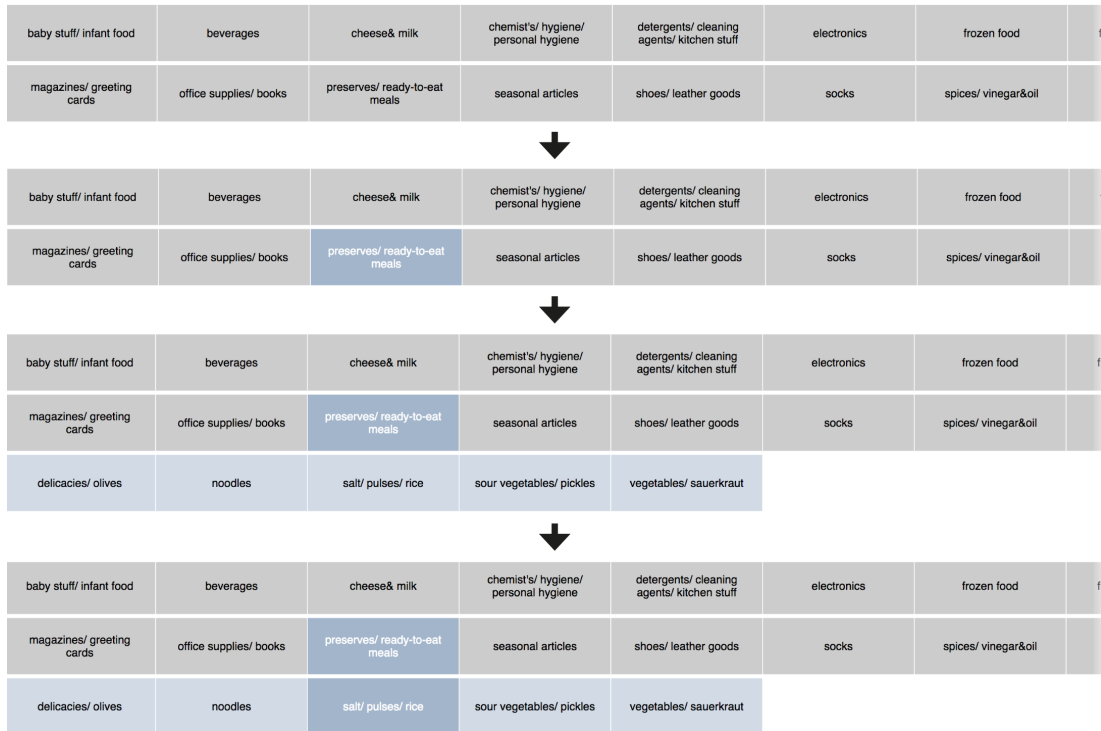 baby stuff/ infant food
beverages
cheese& milk
chemist's/ hygiene/
personal hygiene
detergents/ cleaning
agents/ kitchen stuff
electronics
frozen food
magazines/ greeting
cards
office supplies/ books
preserves/ ready-to-eat
meals
seasonal articles
shoes/ leather goods
socks
spices/ vinegar&oil
baby stuff/ infant food
beverages
cheese& milk
chemist's/ hygiene/
personal hygiene
detergents/ cleaning
agents/ kitchen stuff
electronics
frozen food
magazines/ greeting
cards
office supplies/ books
preserves/ ready-to-eat
meals
seasonal articles
shoes/ leather goods
socks
spices/ vinegar&oil
baby stuff/ infant food
beverages
cheese& milk
chemist's/ hygiene/
personal hygiene
detergents/ cleaning
agents/ kitchen stuff
electronics
frozen food
magazines/ greeting
cards
office supplies/ books
preserves/ ready-to-eat
meals
seasonal articles
shoes/ leather goods
socks
spices/ vinegar&oil
delicacies/ olives
noodles
salt/ pulses/ rice
sour vegetables/ pickles
vegetables/ sauerkraut
baby stuff/ infant food
beverages
cheese& milk
chemist's/ hygiene/
personal hygiene
detergents/ cleaning
agents/ kitchen stuff
electronics
frozen food
magazines/ greeting
cards
office supplies/ books
preserves/ ready-to-eat
meals
seasonal articles
shoes/ leather goods
socks
spices/ vinegar&oil
delicacies/ olives
noodles
salt/ pulses/ rice
sour vegetables/ pickles
vegetables/ sauerkraut